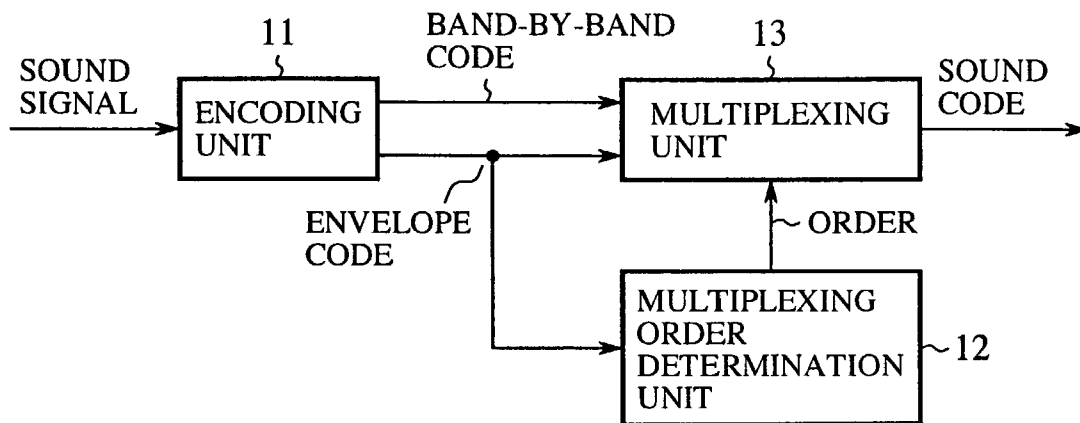 SOUND
SIGNAL
11
ENCODING
UNIT
BAND-BY-BAND
CODE
ENVELOPE
CODE
13
MULTIPLEXING
UNIT
SOUND
CODE
ORDER
MULTIPLEXING
ORDER
DETERMINATION
UNIT
12